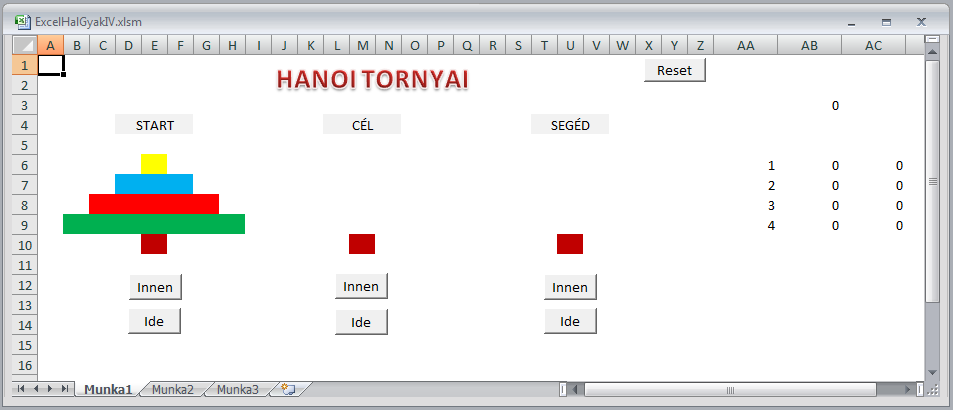 ExcelHalGyakIV.xlsm
A B C D E F G H I J K L M N O P Q R S T U V W X Y Z AA AB AC
1 HANOI TORNYAI Reset
2
3 0
4 START CÉL SEGÉD
5
6 1 0 0
7 2 0 0
8 3 0 0
9 4 0 0
10
11
12 Innen Innen Innen
13
14 Ide Ide Ide
15
16
Munka1 Munka2 Munka3